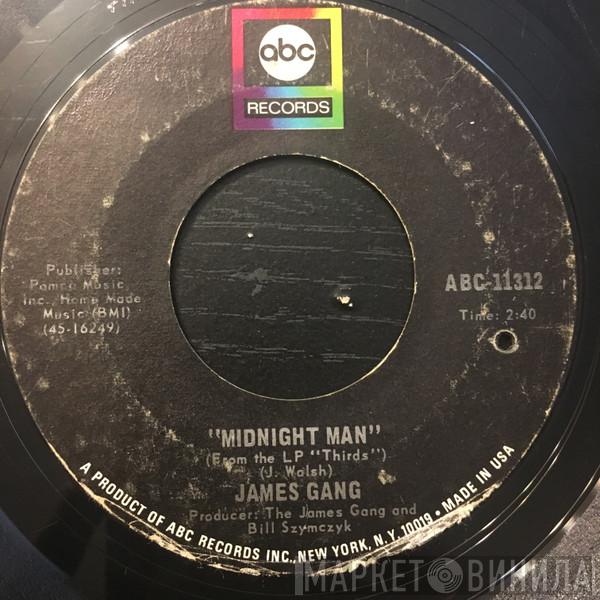 abc
RECORDS
Publisher:
Pamco Music,
Inc., Home Made
Music (BMI)
(45-16249)
ABC-11312
Time: 2:40
"MIDNIGHT MAN"
(From the LP "Thirds")
(J. Walsh)
JAMES GANG
Producer: The James Gang and
Bill Szymczyk
A PRODUCT OF ABC RECORDS INC., NEW YORK, N.Y. 10019 • MADE IN USA
МАРКЕТ ВИНИЛА